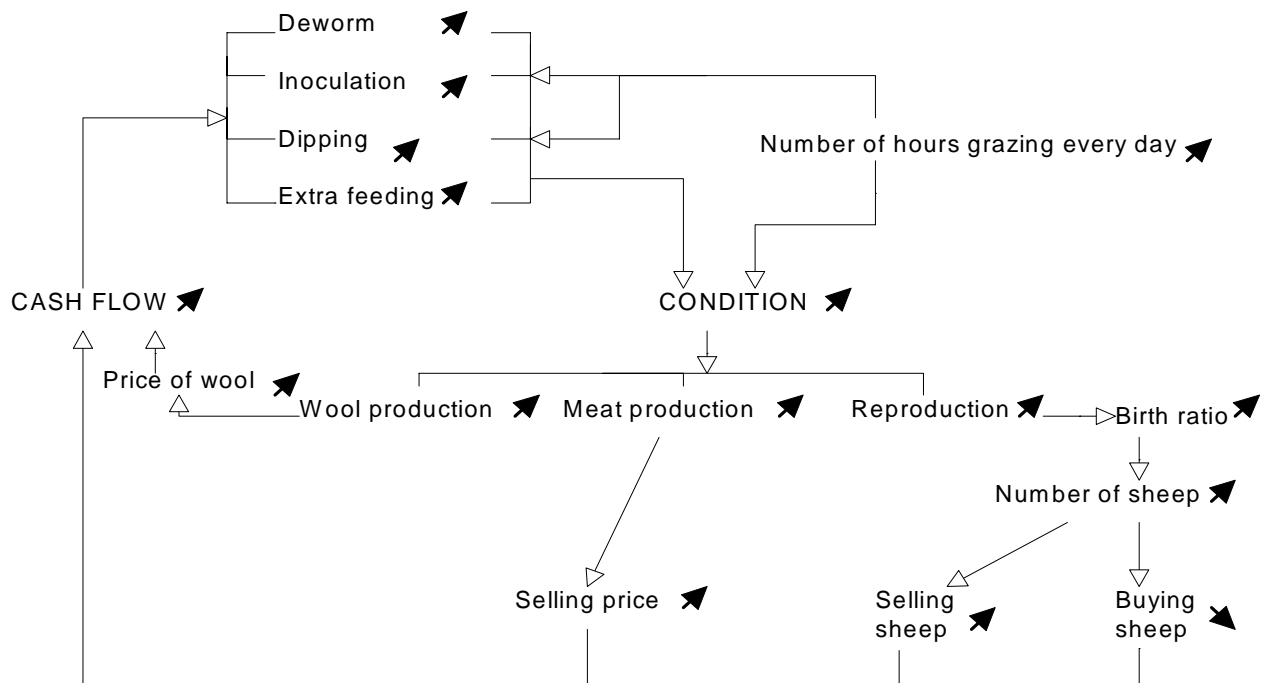 Deworm
Inoculation
Dipping
Number of hours grazing every day
Extra feeding
CASH FLOW
CONDITION
Price of wool
Wool production
Meat production
Reproduction
Birth ratio
Number of sheep
Selling price
Selling
sheep
Buying
sheep